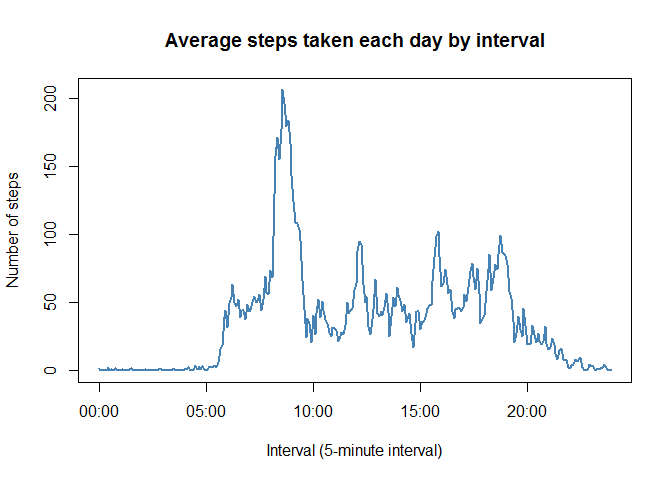 Average steps taken each day by interval
Number of steps
200
150
100
50
0
00:00 05:00 10:00 15:00 20:00
Interval (5-minute interval)